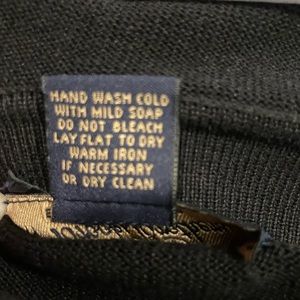 HAND WASH COLD
WITH MILD SOAP
DO NOT BLEACH
LAY FLAT TO DRY
WARM IRON
IF NECESSARY
OR DRY CLEAN